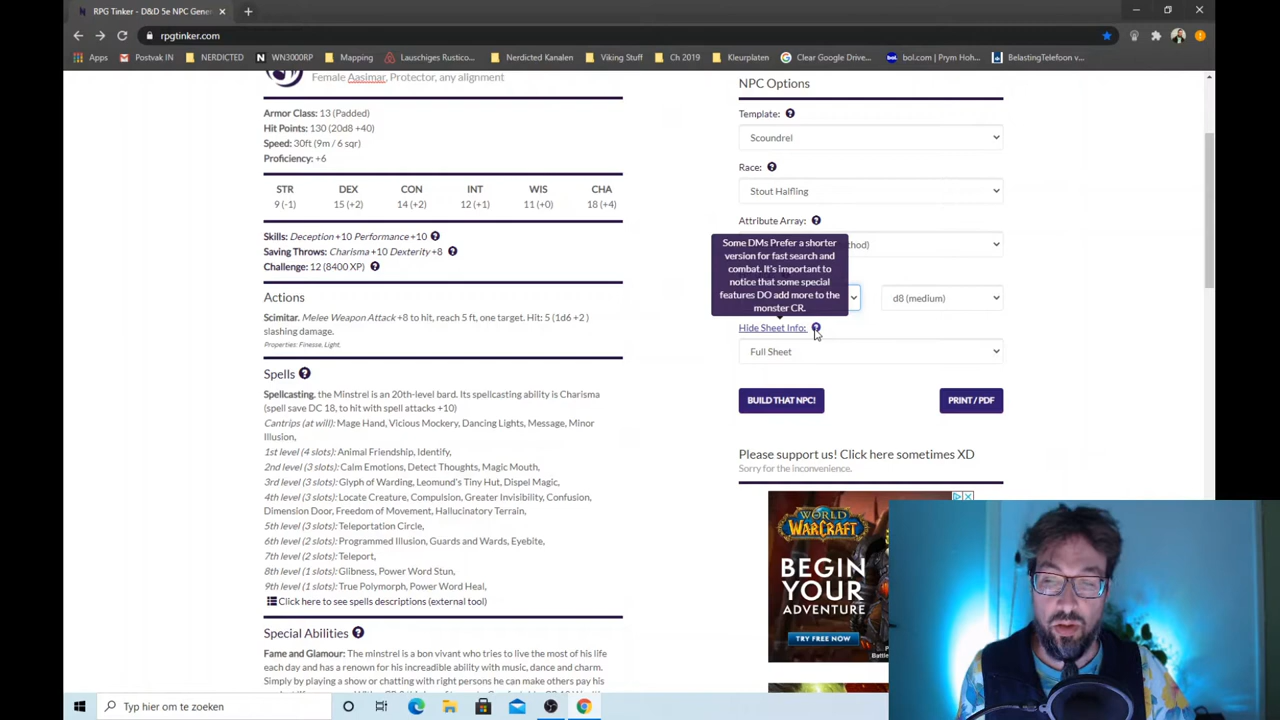 RPG Tinker - D&D 5e NPC Gener
rpgtinker.com
Apps
Postvak IN
NERDICTED
WN3000RP
Mapping
Lauschiges Rustico...
Nerdicted Kanalen
Viking Stuff
Ch 2019
Kleurplaten
Clear Google Drive...
bol.com | Prymn Hoh...
BelastingTelefoon v...
Female Aasimar, Protector, any alignment
Armor Class: 13 (Padded)
Hit Points: 130 (20d8 +40)
Speed: 30ft (9m / 6 sqr)
Proficiency: +6
STR DEX CON INT WIS CHA
9 (-1) 15 (+2) 14 (+2) 12 (+1) 11 (+0) 18 (+4)
Skills: Deception +10 Performance +10
Saving Throws: Charisma +10 Dexterity +8
Challenge: 12 (8400 XP)
Actions
Scimitar. Melee Weapon Attack +8 to hit, reach 5 ft, one target. Hit: 5 (1d6 +2 )
slashing damage.
Properties: Finesse, Light,
Spells
Spellcasting. the Minstrel is an 20th-level bard. Its spellcasting ability is Charisma
(spell save DC 18, to hit with spell attacks +10)
Cantrips (at will): Mage Hand, Vicious Mockery, Dancing Lights, Message, Minor
Illusion,
1st level (4 slots): Animal Friendship, Identify,
2nd level (3 slots): Calm Emotions, Detect Thoughts, Magic Mouth,
3rd level (3 slots): Glyph of Warding, Leomund's Tiny Hut, Dispel Magic,
4th level (3 slots): Locate Creature, Compulsion, Greater Invisibility, Confusion,
Dimension Door, Freedom of Movement, Hallucinatory Terrain,
5th level (3 slots): Teleportation Circle,
6th level (2 slots): Programmed Illusion, Guards and Wards, Eyebite,
7th level (2 slots): Teleport,
8th level (1 slots): Glibness, Power Word Stun,
9th level (1 slots): True Polymorph, Power Word Heal,
Click here to see spells descriptions (external tool)
Special Abilities
Fame and Glamour: The minstrel is a bon vivant who tries to live the most of his life
each day and has a renown for his increadible ability with music, dance and charm.
Simply by playing a show or chatting with right persons he can make others pay his
NPC Options
Template:
Scoundrel
Race:
Stout Halfling
Attribute Array:
thod)
Some DMs Prefer a shorter
version for fast search and
combat. It's important to
notice that some special
features DO add more to the
monster CR.
d8 (medium)
Hide Sheet Info:
Full Sheet
BUILD THAT NPC!
PRINT / PDF
Please support us! Click here sometimes XD
Sorry for the inconvenience.
WORLD
WARCRAFT
BEGIN
YOUR
ADVENTURE
TRY FREE NOW
Typ hier om te zoeken